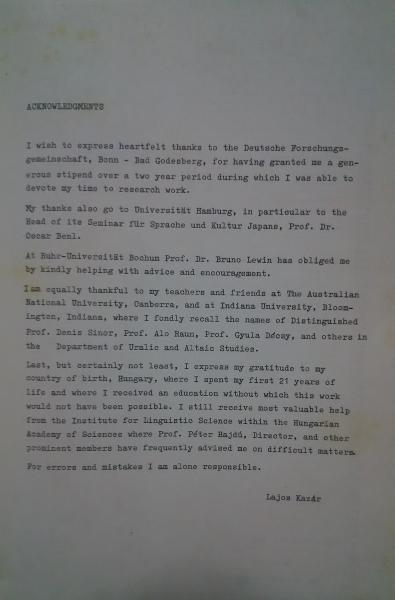 ACKNOWLEDGMENTS
I wish to express heartfelt thanks to the Deutsche Forschungs-
gemeinschaft, Bonn - Bad Godesberg, for having granted me a gen-
erous stipend over a two year period during which I was able to
devote my time to research work.
My thanks also go to Universität Hamburg, in particular to the
Head of its Seminar für Sprache und Kultur Japans, Prof. Dr.
Oscar Benl.
At Ruhr-Universität Bochum Prof. Dr. Bruno Lewin has obliged me
by kindly helping with advice and encouragement.
I am equally thankful to my teachers and friends at The Australian
National University, Canberra, and at Indiana University, Bloom-
ington, Indiana, where I fondly recall the names of Distinguished
Prof. Denis Sinor, Prof. Alo Raun, Prof. Gyula Décsy, and others in
the Department of Uralic and Altaic Studies.
Last, but certainly not least, I express my gratitude to my
country of birth, Hungary, where I spent my first 21 years of
life and where I received an education without which this work
would not have been possible. I still receive most valuable help
from the Institute for Linguistic Science within the Hungarian
Academy of Sciences where Prof. Péter Hajdú, Director, and other
prominent members have frequently advised me on difficult matters.
For errors and mistakes I am alone responsible.
Lajos Kazár